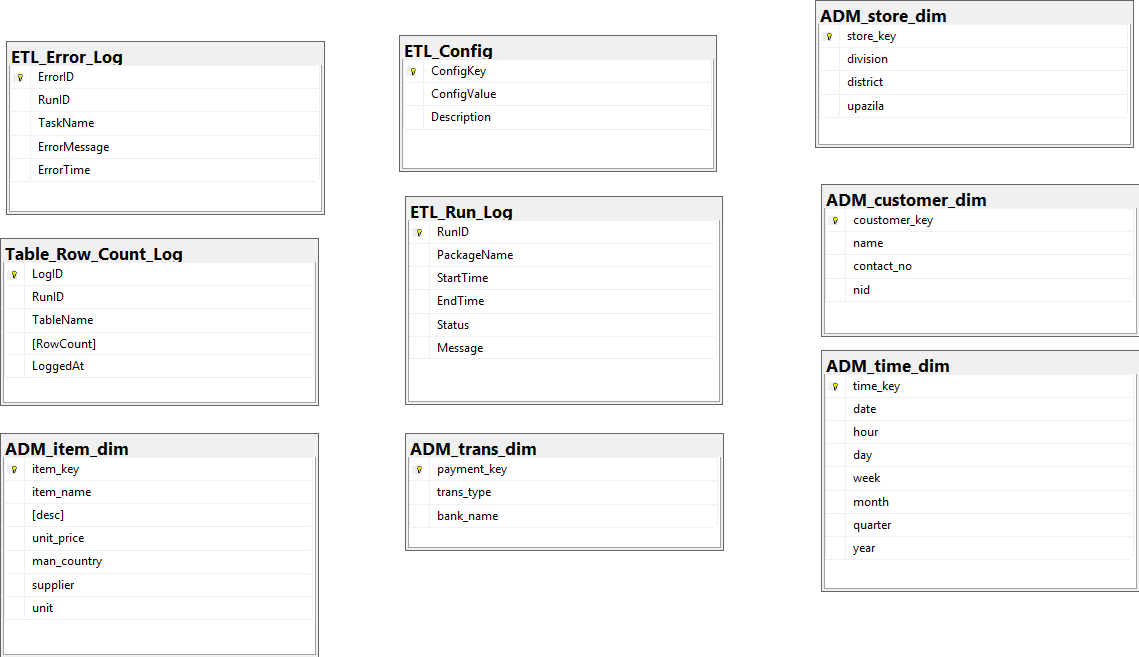 ETL_Error_Log
ErrorID
RunID
TaskName
ErrorMessage
ErrorTime
Table_Row_Count_Log
LogID
RunID
TableName
[RowCount]
LoggedAt
ADM_item_dim
item_key
item_name
[desc]
unit_price
man_country
supplier
unit
ETL_Config
ConfigKey
ConfigValue
Description
ETL_Run_Log
RunID
PackageName
StartTime
EndTime
Status
Message
ADM_trans_dim
payment_key
trans_type
bank_name
ADM_store_dim
store_key
division
district
upazila
ADM_customer_dim
coustomer_key
name
contact_no
nid
ADM_time_dim
time_key
date
hour
day
week
month
quarter
year